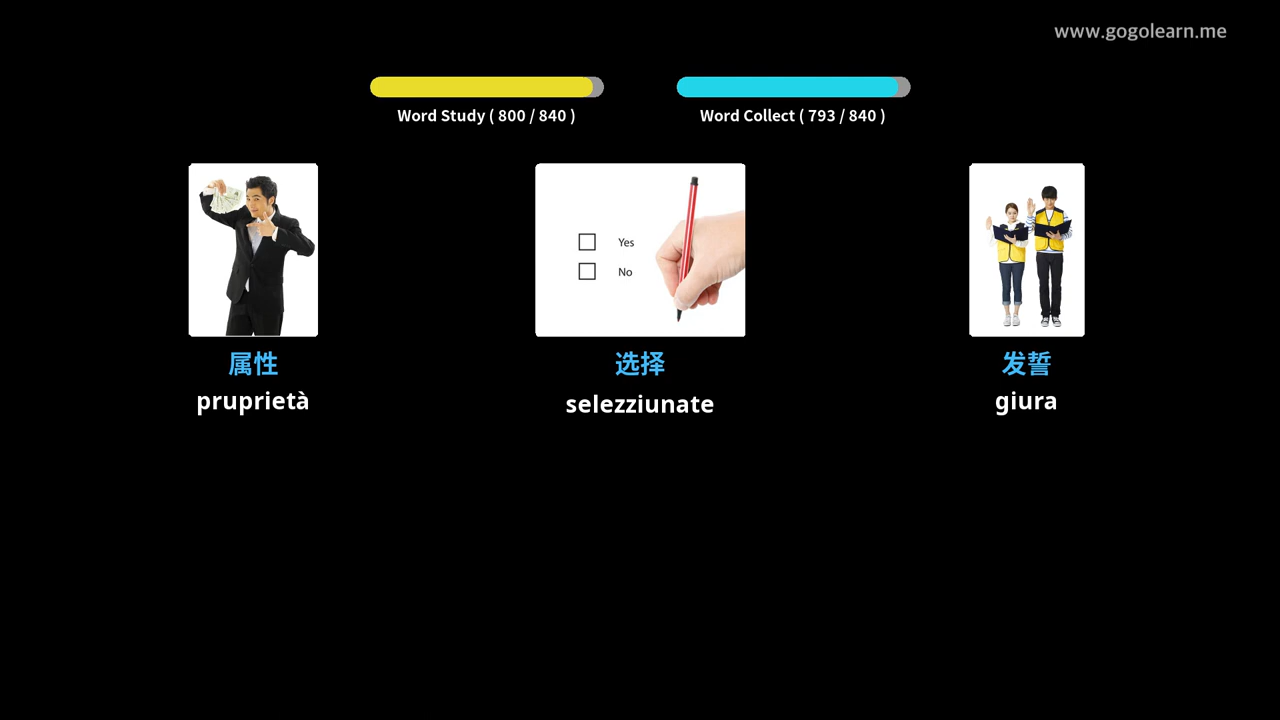 www.gogolearn.me
Word Study ( 800 / 840 )
Word Collect ( 793 / 840 )
Yes
No
属性
选择
发誓
pruprietà
selezziunate
giura